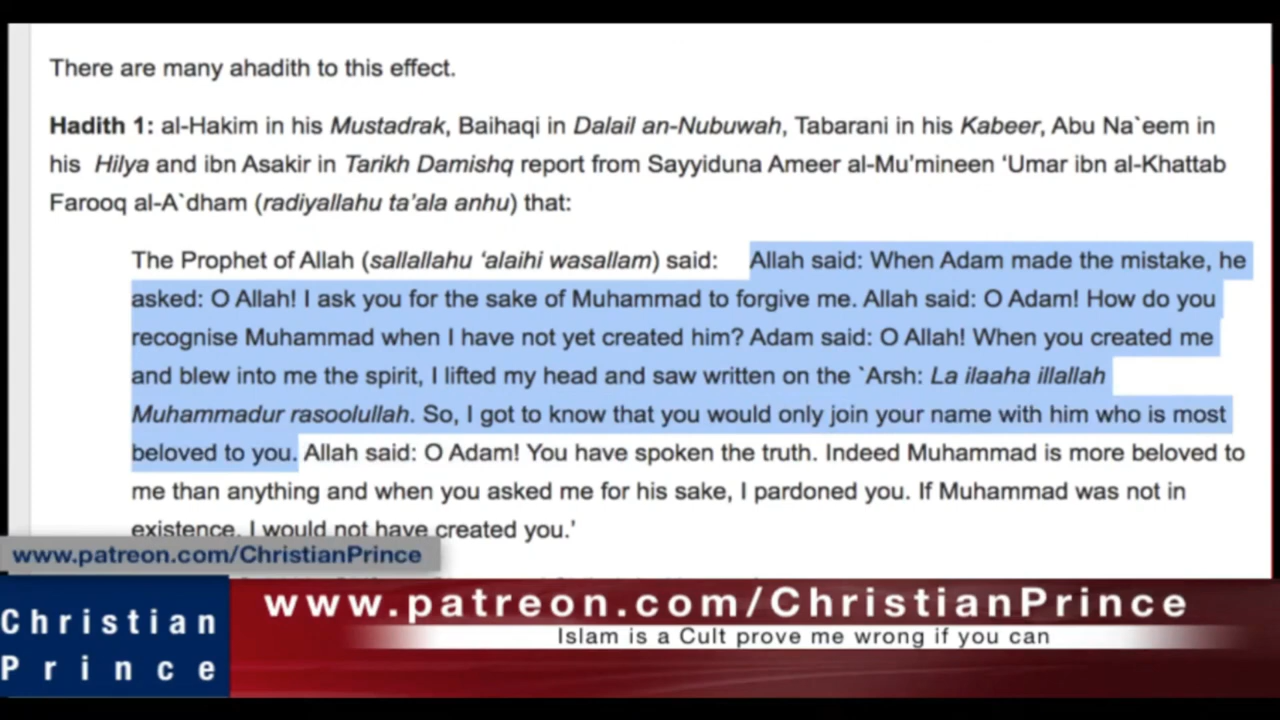 There are many ahadith to this effect.
Hadith 1: al-Hakim in his Mustadrak, Baihaqi in Dalail an-Nubuwah, Tabarani in his Kabeer, Abu Na`eem in
his Hilya and ibn Asakir in Tarikh Damishq report from Sayyiduna Ameer al-Mu’mineen ‘Umar ibn al-Khattab
Farooq al-A`dham (radiyallahu ta’ala anhu) that:
The Prophet of Allah (sallallahu ‘alaihi wasallam) said: Allah said: When Adam made the mistake, he
asked: O Allah! I ask you for the sake of Muhammad to forgive me. Allah said: O Adam! How do you
recognise Muhammad when I have not yet created him? Adam said: O Allah! When you created me
and blew into me the spirit, I lifted my head and saw written on the `Arsh: La ilaaha illallah
Muhammadur rasoolullah. So, I got to know that you would only join your name with him who is most
beloved to you. Allah said: O Adam! You have spoken the truth. Indeed Muhammad is more beloved to
me than anything and when you asked me for his sake, I pardoned you. If Muhammad was not in
existence, I would not have created you.’
www.patreon.com/ChristianPrince
www.patreon.com/ChristianPrince
Islam is a Cult prove me wrong if you can
Christian
Prince